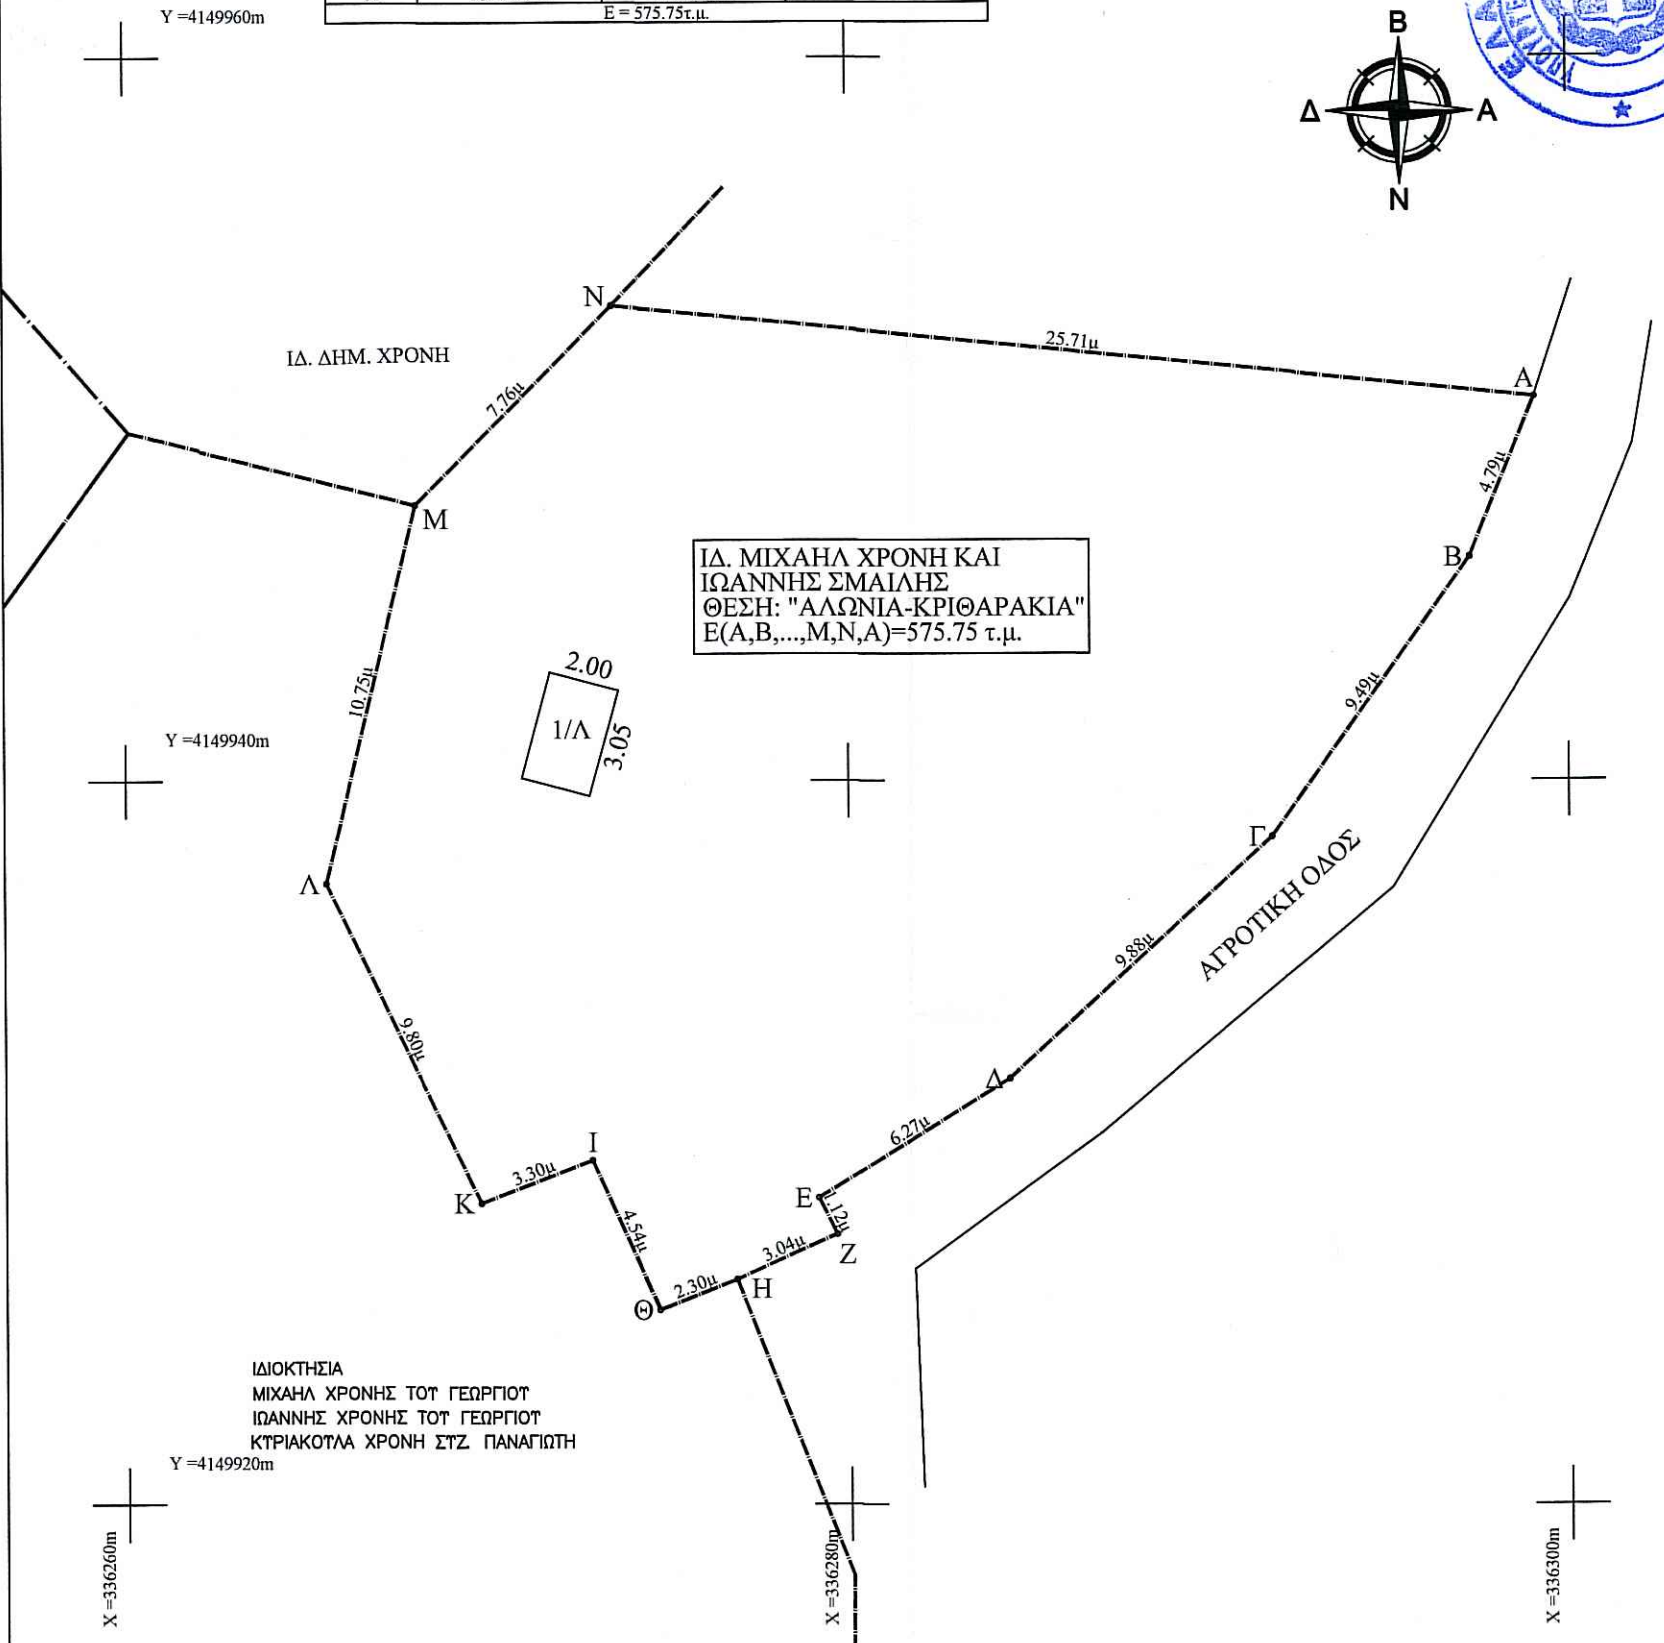 Y =4149960m
E = 575.75τ.μ.
Β
Δ
Α
Ν
Ν
25.71μ
ΙΔ. ΔΗΜ. ΧΡΟΝΗ
Α
7.76μ
4.79μ
Μ
Β
ΙΔ. ΜΙΧΑΗΛ ΧΡΟΝΗ ΚΑΙ
ΙΩΑΝΝΗΣ ΣΜΑΙΛΗΣ
ΘΕΣΗ: "ΑΛΩΝΙΑ-ΚΡΙΘΑΡΑΚΙΑ"
Ε(Α,Β,...,Μ,Ν,Α)=575.75 τ.μ.
2.00
10.75μ
1/Λ
3.05
9.49μ
Y =4149940m
Γ
Λ
ΑΓΡΟΤΙΚΗ ΟΔΟΣ
9.88μ
9.80μ
Δ
6.27μ
Ι
3.30μ
Κ
Ε
1.12μ
4.54μ
3.04μ
Ζ
2.30μ
Η
Θ
ΙΔΙΟΚΤΗΣΙΑ
ΜΙΧΑΗΛ ΧΡΟΝΗΣ ΤΟΥ ΓΕΩΡΓΙΟΥ
ΙΩΑΝΝΗΣ ΧΡΟΝΗΣ ΤΟΥ ΓΕΩΡΓΙΟΥ
ΚΥΡΙΑΚΟΥΛΑ ΧΡΟΝΗ ΣΥΖ. ΠΑΝΑΓΙΩΤΗ
Y =4149920m
X =336260m
X =336280m
X =336300m